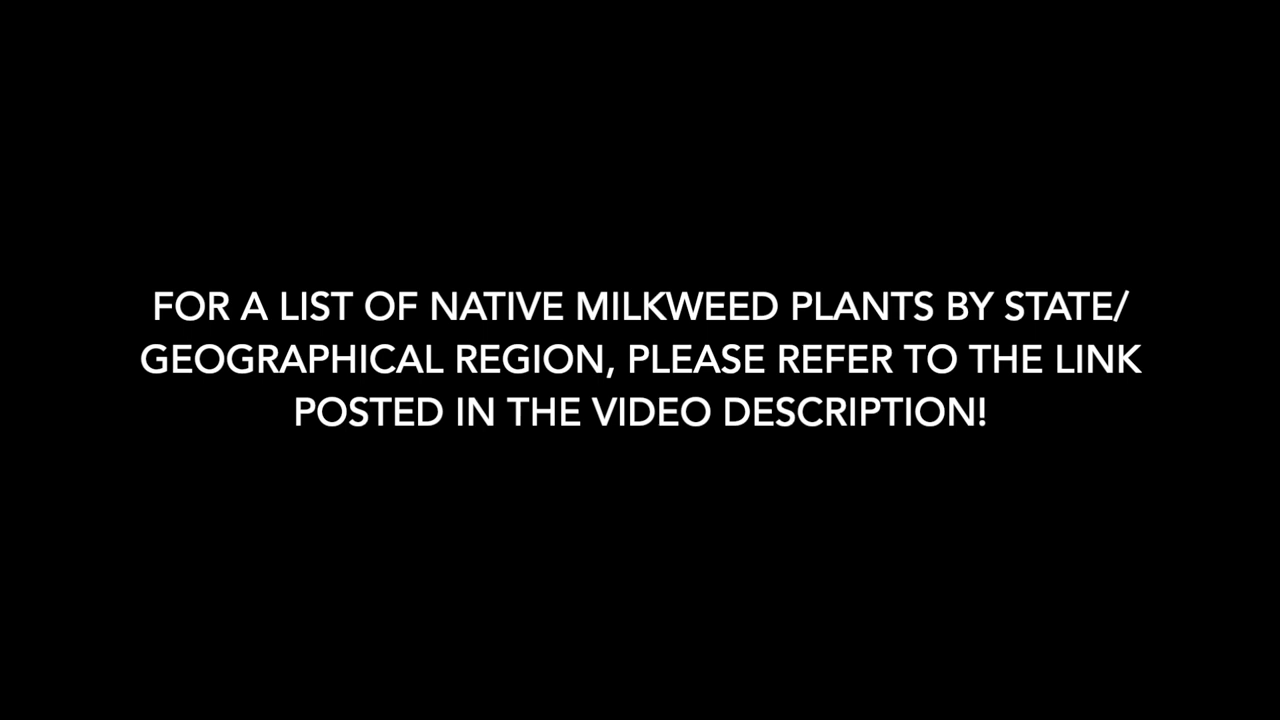 FOR A LIST OF NATIVE MILKWEED PLANTS BY STATE/
GEOGRAPHICAL REGION, PLEASE REFER TO THE LINK
POSTED IN THE VIDEO DESCRIPTION!